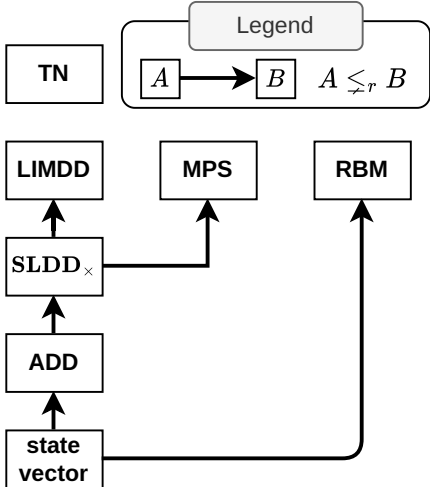 Legend
TN
A B A ≨ᵣ B
LIMDD MPS RBM
SLDD×
ADD
state
vector